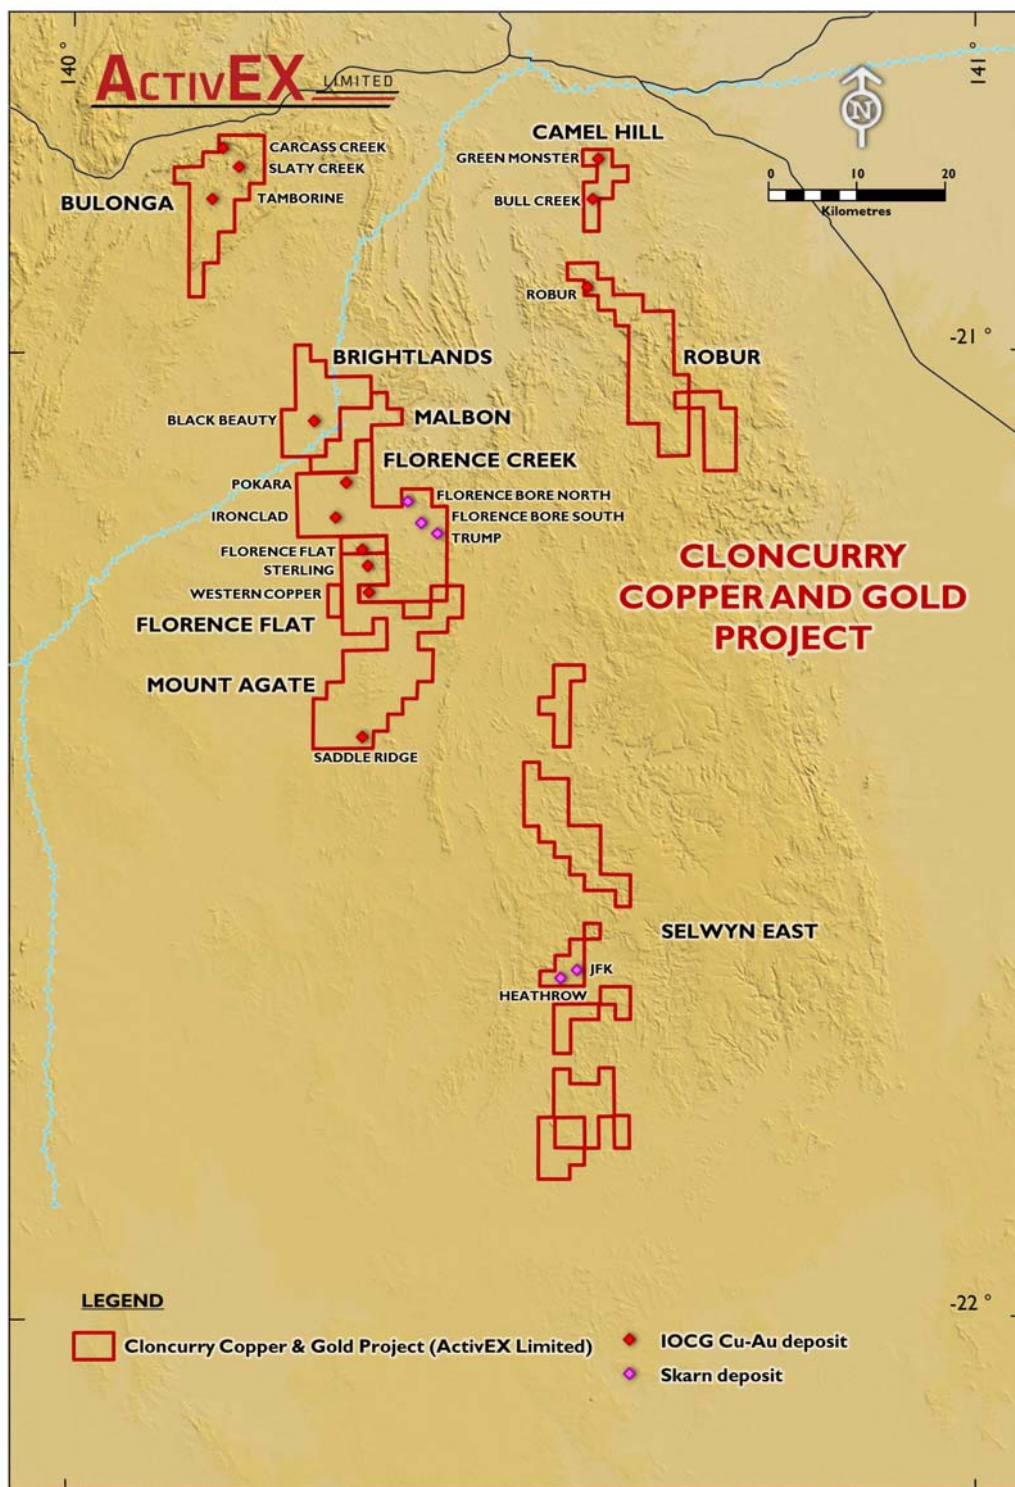 140 °
141 °
ACTIVEX
LIMITED
N
0 10 20
Kilometres
CAMEL HILL
GREEN MONSTER
BULL CREEK
CARCASS CREEK
SLATY CREEK
BULONGA
TAMBORINE
ROBUR
-21 °
BRIGHTLANDS
ROBUR
BLACK BEAUTY
MALBON
FLORENCE CREEK
POKARA
FLORENCE BORE NORTH
IRONCLAD
FLORENCE BORE SOUTH
TRUMP
FLORENCE FLAT
STERLING
WESTERN COPPER
CLONCURRY
COPPER AND GOLD
PROJECT
FLORENCE FLAT
MOUNT AGATE
SADDLE RIDGE
SELWYN EAST
JFK
HEATHROW
-22 °
LEGEND
Cloncurry Copper & Gold Project (ActivEX Limited)
IOCG Cu-Au deposit
Skarn deposit